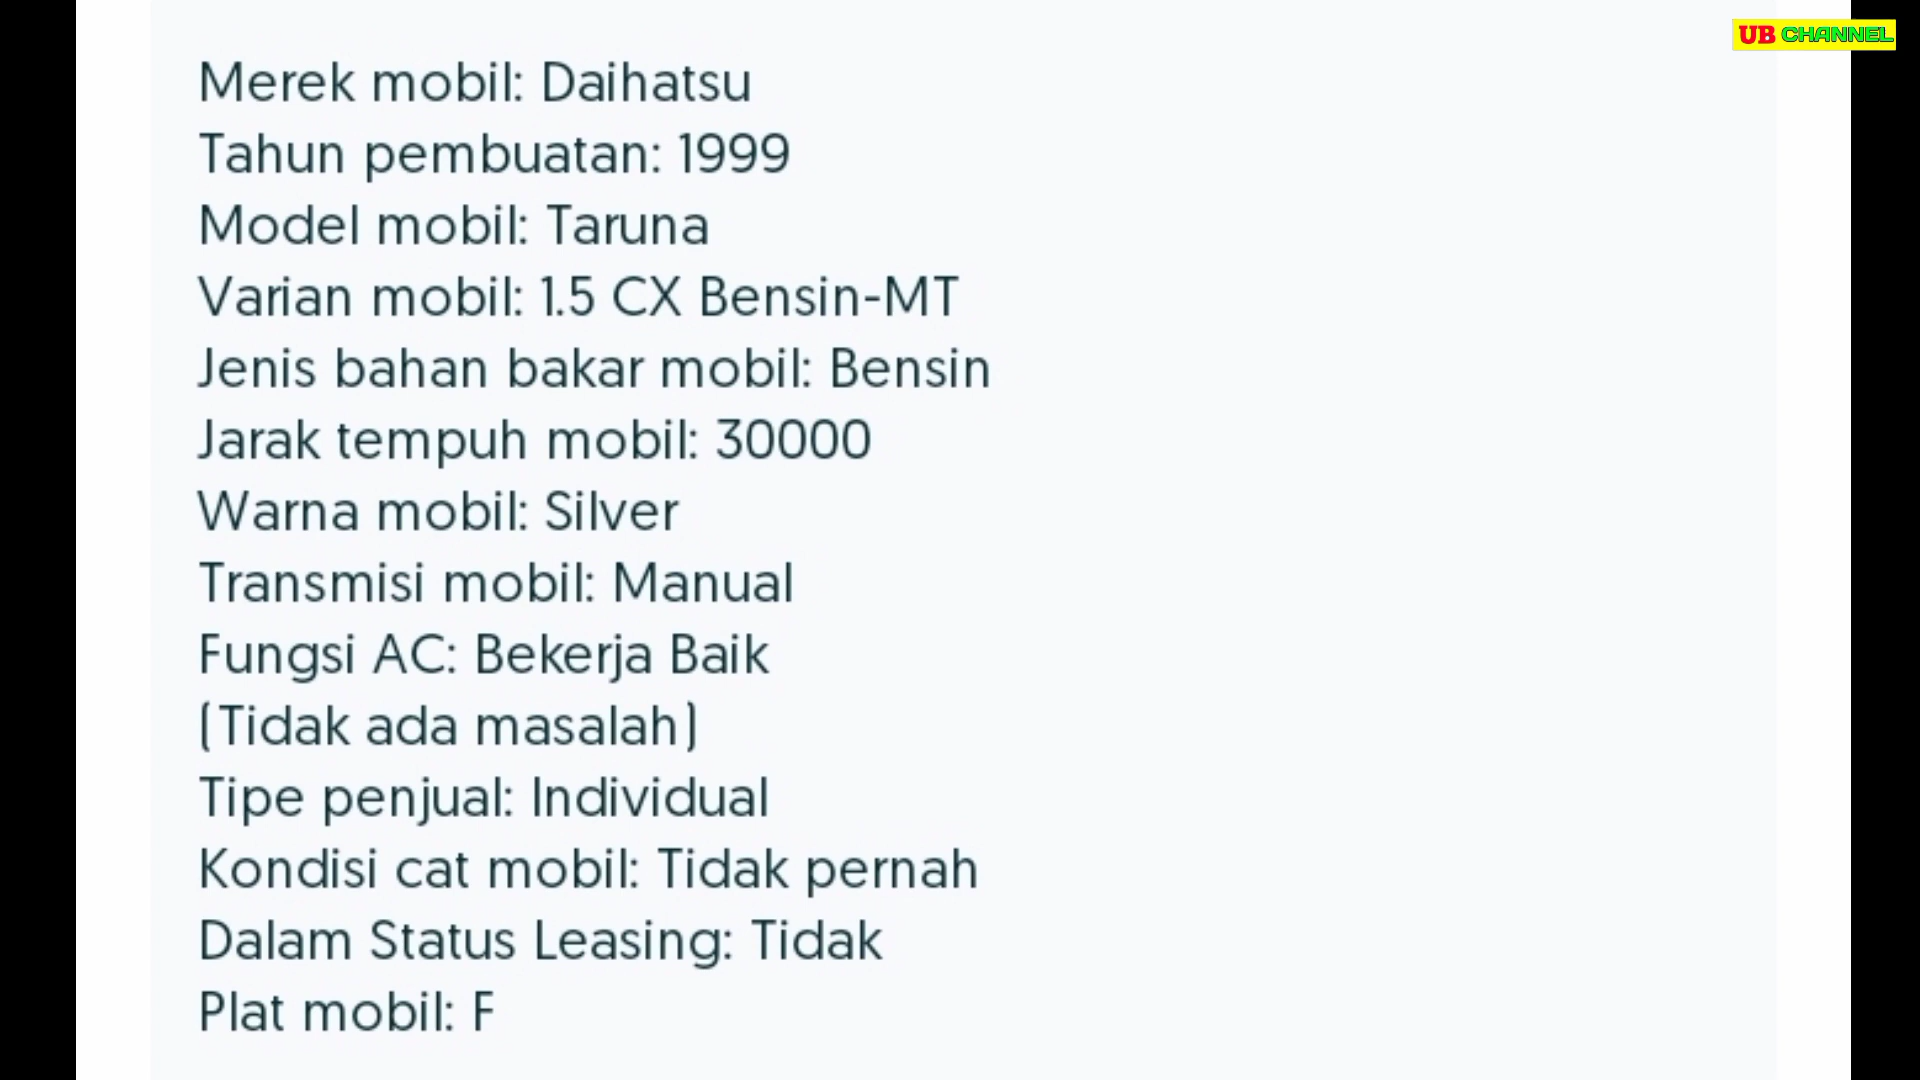 UB CHANNEL
Merek mobil: Daihatsu
Tahun pembuatan: 1999
Model mobil: Taruna
Varian mobil: 1.5 CX Bensin-MT
Jenis bahan bakar mobil: Bensin
Jarak tempuh mobil: 30000
Warna mobil: Silver
Transmisi mobil: Manual
Fungsi AC: Bekerja Baik
(Tidak ada masalah)
Tipe penjual: Individual
Kondisi cat mobil: Tidak pernah
Dalam Status Leasing: Tidak
Plat mobil: F